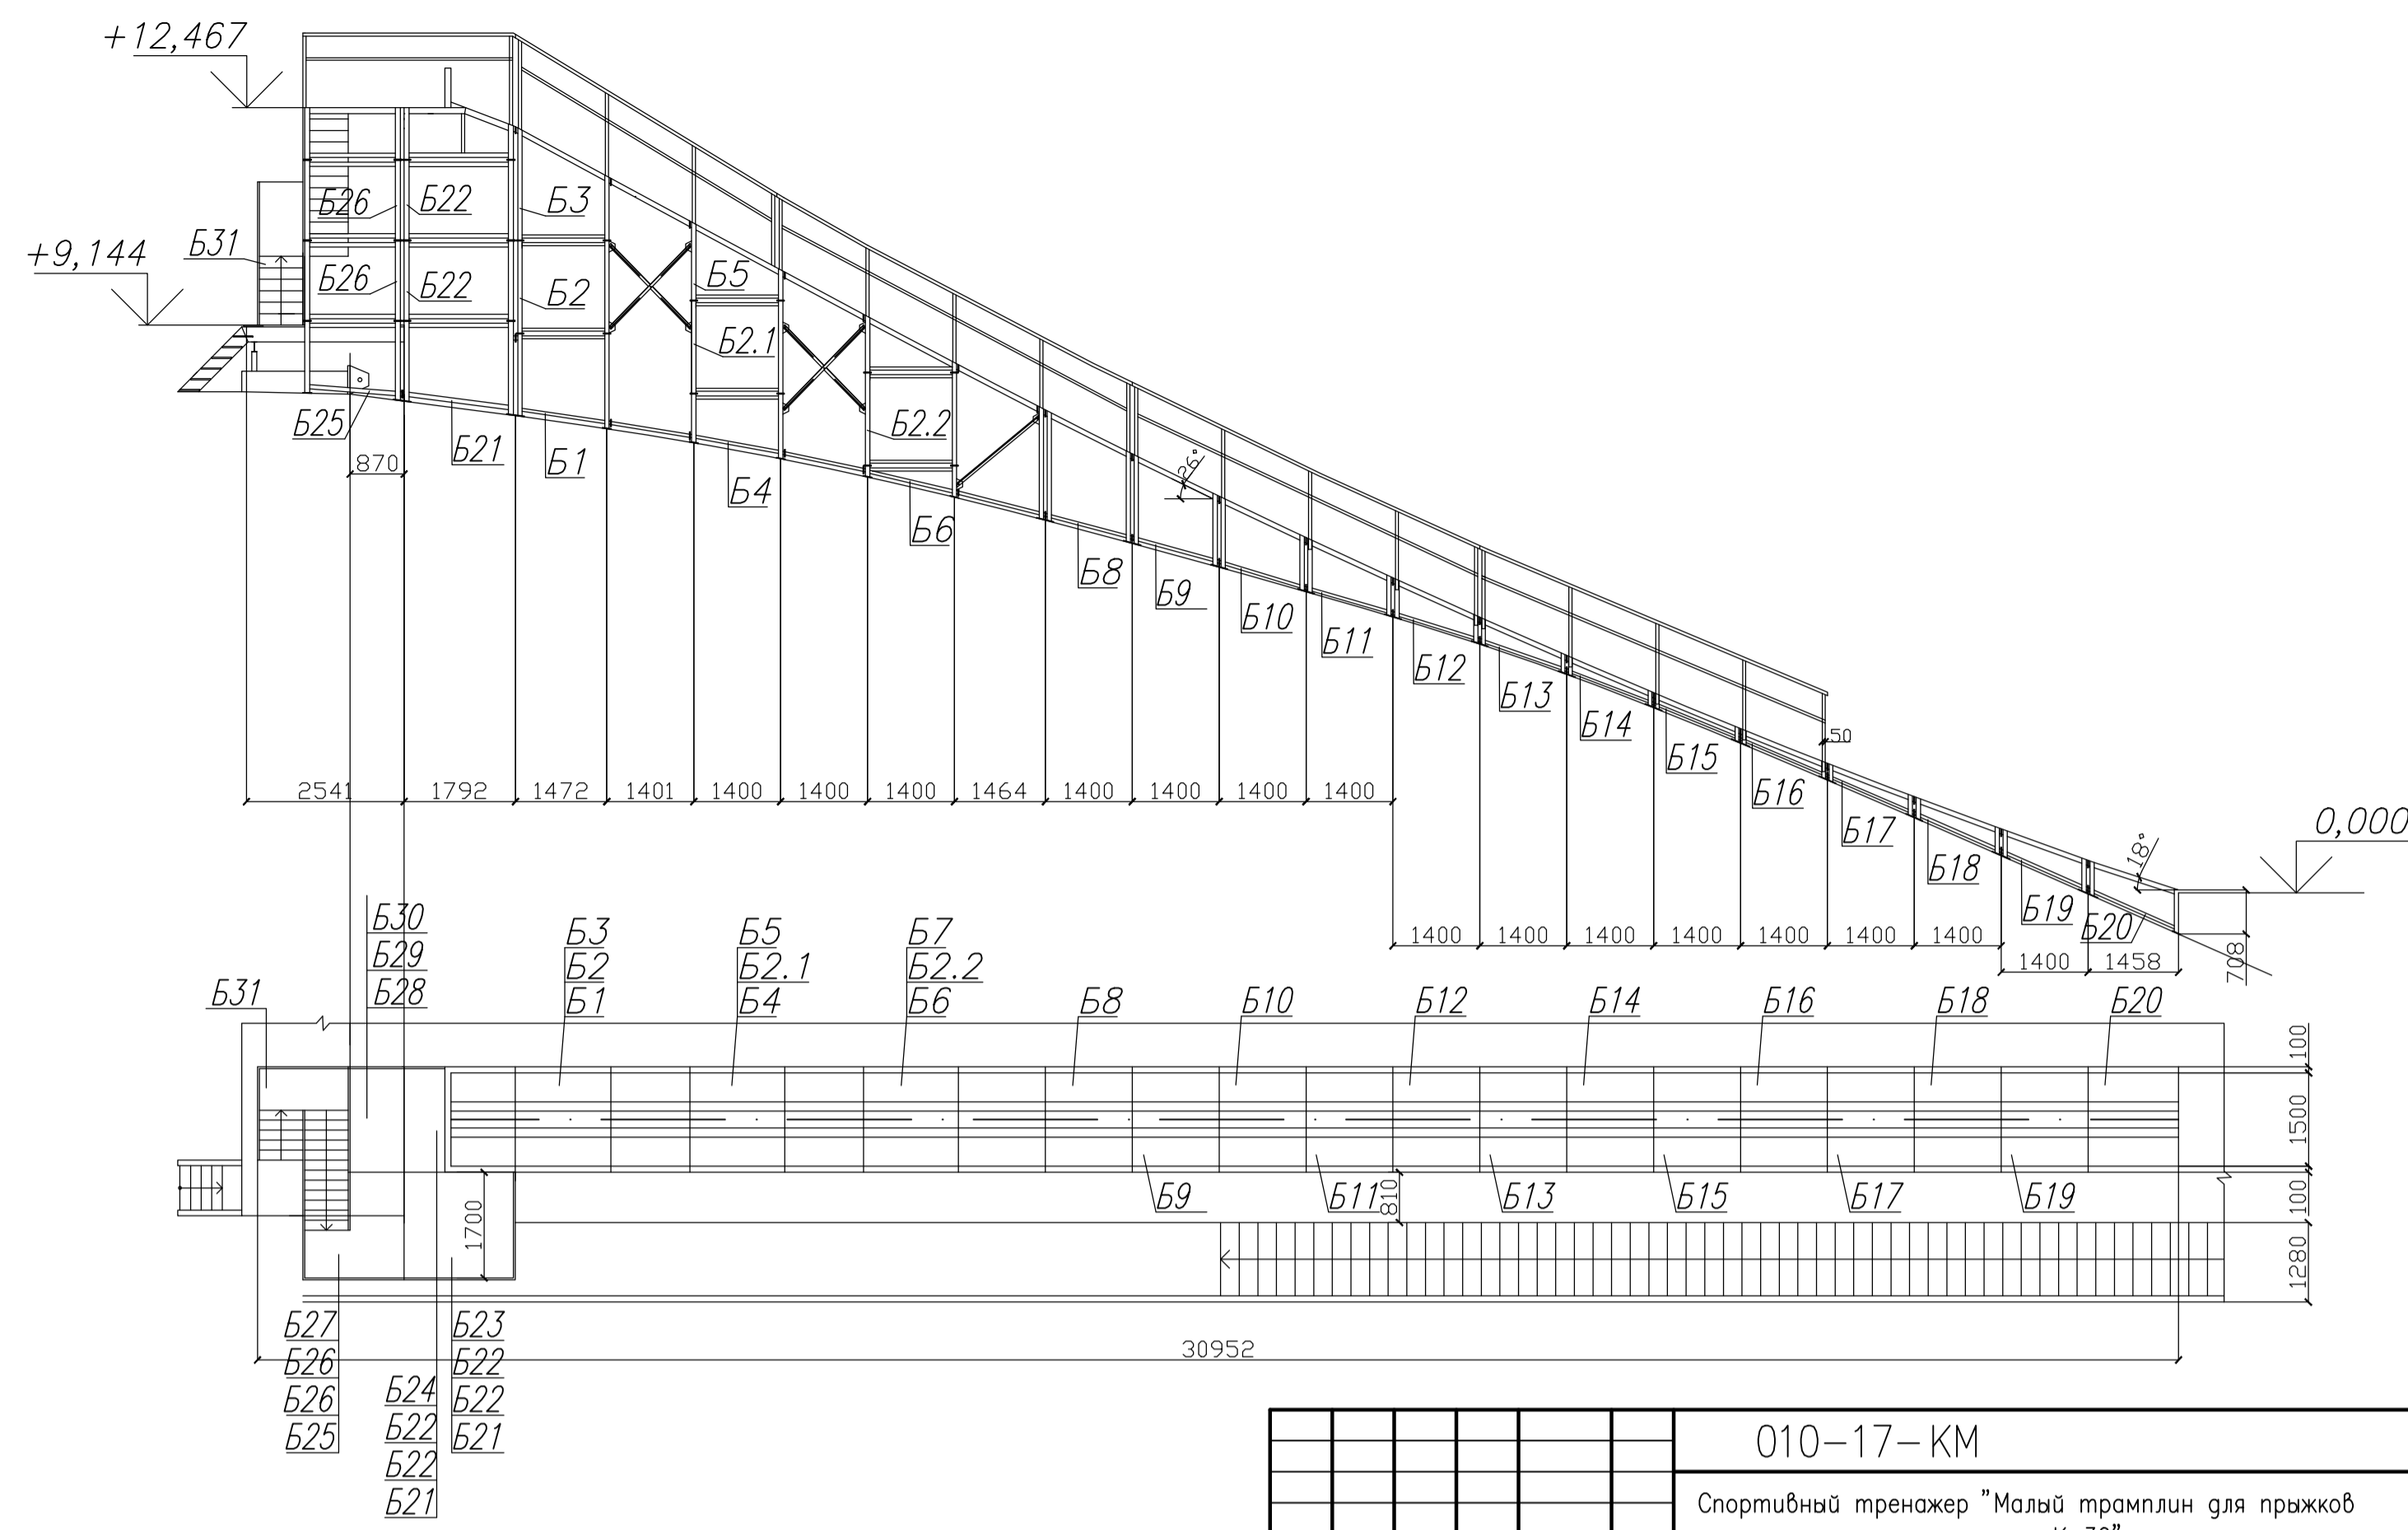 +12,467
+9,144
Б31
Б26
Б22
Б3
Б26
Б22
Б2
Б5
Б2.1
Б2.2
Б25
Б21
Б1
870
Б4
Б6
26°
Б8
Б9
Б10
Б11
Б12
Б13
Б14
50
Б15
Б16
Б17
Б18
Б19
Б20
18°
0,000
708
2541 1792 1472 1401 1400 1400 1400 1464 1400 1400 1400 1400
1400 1400 1400 1400 1400 1400 1400
1400 1458
Б30
Б29
Б28
Б31
Б3
Б2
Б1
Б5
Б2.1
Б4
Б7
Б2.2
Б6
Б8
Б10
Б12
Б14
Б16
Б18
Б20
100
1500
100
1280
1700
810
Б9
Б11
Б13
Б15
Б17
Б19
Б27
Б26
Б26
Б25
Б24
Б22
Б22
Б21
Б23
Б22
Б22
Б21
30952
010-17-КМ
Спортивный тренажер "Малый трамплин для прыжков